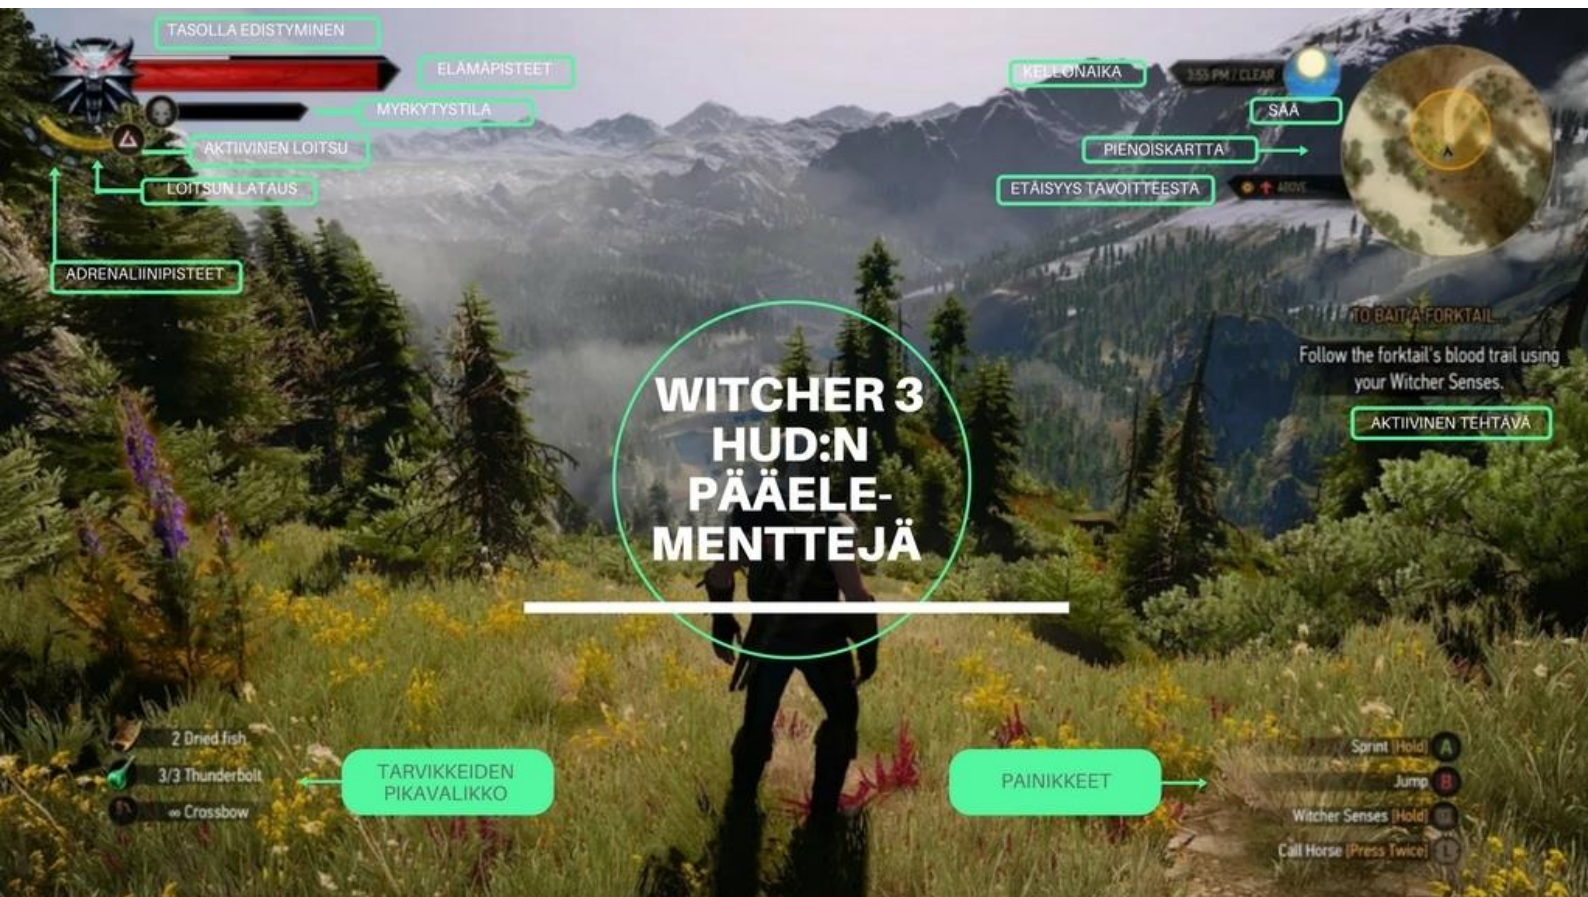 TASOLLA EDISTYMINEN
ELÄMÄPISTEET
MYRKYTYSTILA
AKTIIVINEN LOITSU
LOITSUN LATAUS
ADRENALIINIPISTEET
KELLONAIKA
3:55 PM / CLEAR
SÄÄ
PIENOISKARTTA
ETÄISYYS TAVOITTEESTA
ABOVE
TO BAIT A FORKTAIL...
Follow the forktail's blood trail using
your Witcher Senses.
AKTIIVINEN TEHTÄVÄ
WITCHER 3
HUD:N
PÄÄELE-
MENTTEJÄ
2 Dried fish
3/3 Thunderbolt
∞ Crossbow
TARVIKKEIDEN
PIKAVALIKKO
PAINIKKEET
Sprint [Hold] A
Jump B
Witcher Senses [Hold]
Call Horse [Press Twice] L